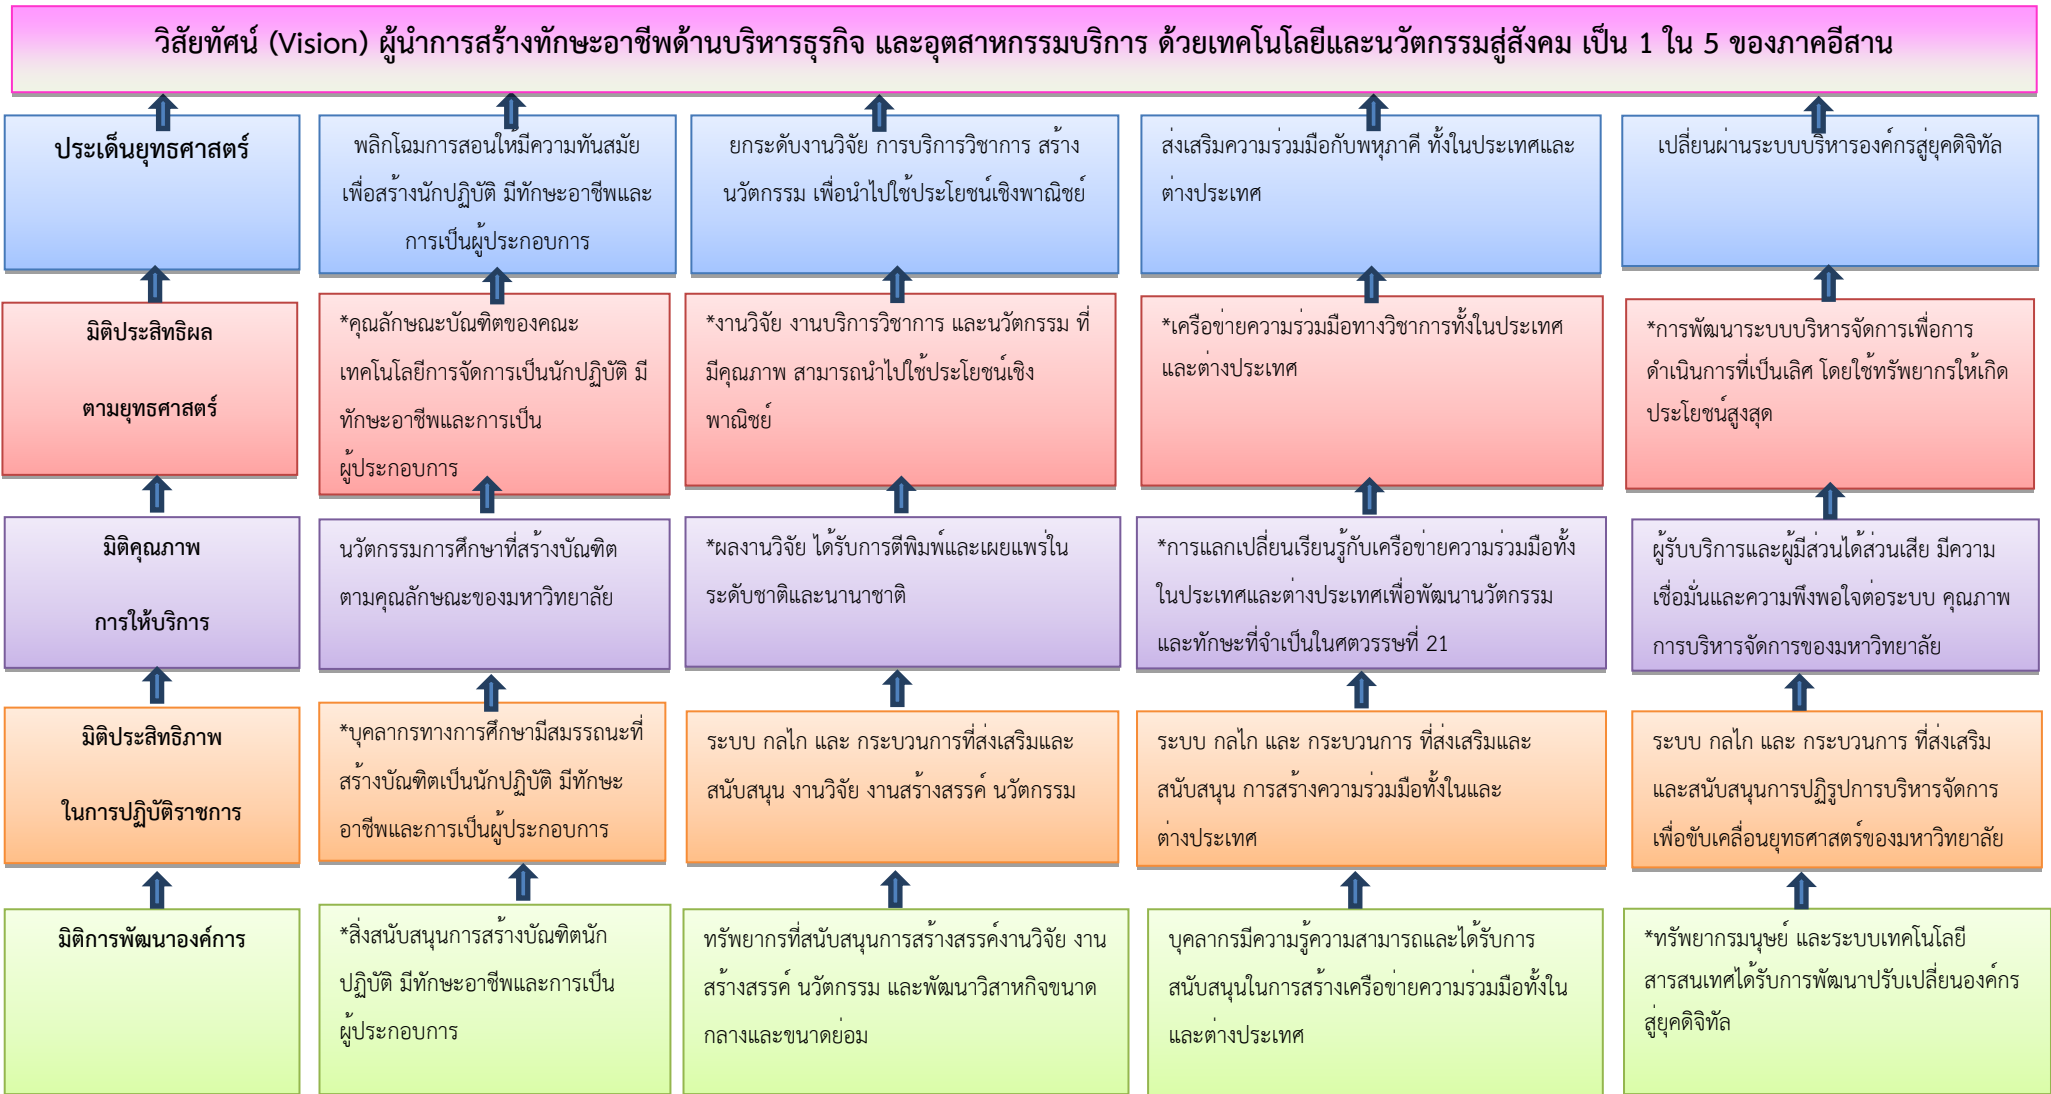 วิสัยทัศน์ (Vision) ผู้นำการสร้างทักษะอาชีพด้านบริหารธุรกิจ และอุตสาหกรรมบริการ ด้วยเทคโนโลยีและนวัตกรรมสู่สังคม เป็น 1 ใน 5 ของภาคอีสาน
ประเด็นยุทธศาสตร์
พลิกโฉมการสอนให้มีความทันสมัย
เพื่อสร้างนักปฏิบัติ มีทักษะอาชีพและ
การเป็นผู้ประกอบการ
ยกระดับงานวิจัย การบริการวิชาการ สร้าง
นวัตกรรม เพื่อนำไปใช้ประโยชน์เชิงพาณิชย์
ส่งเสริมความร่วมมือกับพหุภาคี ทั้งในประเทศและ
ต่างประเทศ
เปลี่ยนผ่านระบบบริหารองค์กรสู่ยุคดิจิทัล
มิติประสิทธิผล
ตามยุทธศาสตร์
*คุณลักษณะบัณฑิตของคณะ
เทคโนโลยีการจัดการเป็นนักปฏิบัติ มี
ทักษะอาชีพและการเป็น
ผู้ประกอบการ
*งานวิจัย งานบริการวิชาการ และนวัตกรรม ที่
มีคุณภาพ สามารถนำไปใช้ประโยชน์เชิง
พาณิชย์
*เครือข่ายความร่วมมือทางวิชาการทั้งในประเทศ
และต่างประเทศ
*การพัฒนาระบบบริหารจัดการเพื่อการ
ดำเนินการที่เป็นเลิศ โดยใช้ทรัพยากรให้เกิด
ประโยชน์สูงสุด
มิติคุณภาพ
การให้บริการ
นวัตกรรมการศึกษาที่สร้างบัณฑิต
ตามคุณลักษณะของมหาวิทยาลัย
*ผลงานวิจัย ได้รับการตีพิมพ์และเผยแพร่ใน
ระดับชาติและนานาชาติ
*การแลกเปลี่ยนเรียนรู้กับเครือข่ายความร่วมมือทั้ง
ในประเทศและต่างประเทศเพื่อพัฒนานวัตกรรม
และทักษะที่จำเป็นในศตวรรษที่ 21
ผู้รับบริการและผู้มีส่วนได้ส่วนเสีย มีความ
เชื่อมั่นและความพึงพอใจต่อระบบ คุณภาพ
การบริหารจัดการของมหาวิทยาลัย
มิติประสิทธิภาพ
ในการปฏิบัติราชการ
*บุคลากรทางการศึกษามีสมรรถนะที่
สร้างบัณฑิตเป็นนักปฏิบัติ มีทักษะ
อาชีพและการเป็นผู้ประกอบการ
ระบบ กลไก และ กระบวนการที่ส่งเสริมและ
สนับสนุน งานวิจัย งานสร้างสรรค์ นวัตกรรม
ระบบ กลไก และ กระบวนการ ที่ส่งเสริมและ
สนับสนุน การสร้างความร่วมมือทั้งในและ
ต่างประเทศ
ระบบ กลไก และ กระบวนการ ที่ส่งเสริม
และสนับสนุนการปฏิรูปการบริหารจัดการ
เพื่อขับเคลื่อนยุทธศาสตร์ของมหาวิทยาลัย
มิติการพัฒนาองค์การ
*สิ่งสนับสนุนการสร้างบัณฑิตนัก
ปฏิบัติ มีทักษะอาชีพและการเป็น
ผู้ประกอบการ
ทรัพยากรที่สนับสนุนการสร้างสรรค์งานวิจัย งาน
สร้างสรรค์ นวัตกรรม และพัฒนาวิสาหกิจขนาด
กลางและขนาดย่อม
บุคลากรมีความรู้ความสามารถและได้รับการ
สนับสนุนในการสร้างเครือข่ายความร่วมมือทั้งใน
และต่างประเทศ
*ทรัพยากรมนุษย์ และระบบเทคโนโลยี
สารสนเทศได้รับการพัฒนาปรับเปลี่ยนองค์กร
สู่ยุคดิจิทัล